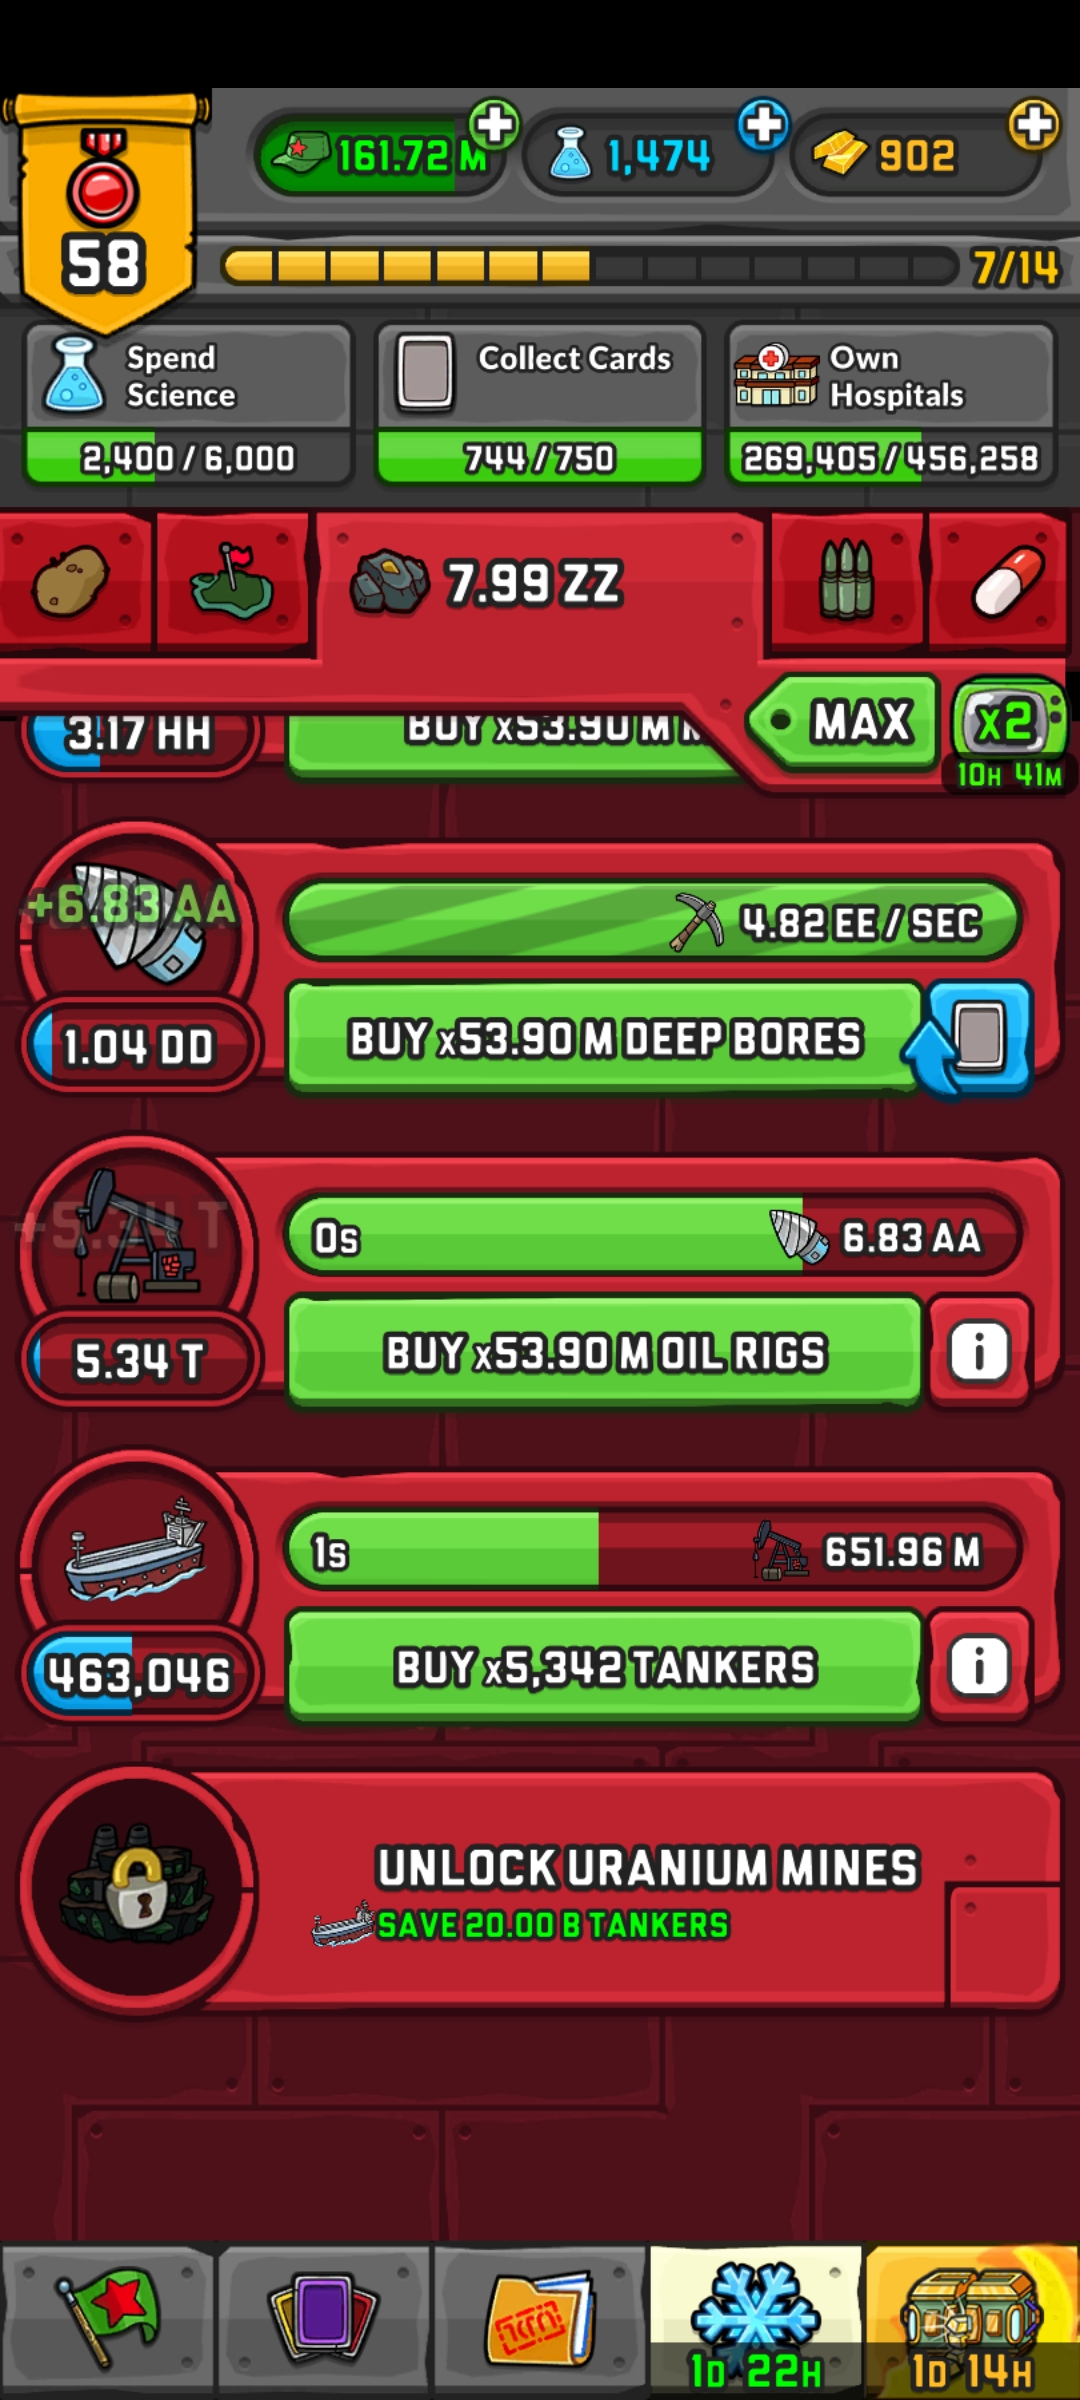 58
161.72 M
1,474
902
7/14
Spend
Science
2,400 / 6,000
Collect Cards
744 / 750
Own
Hospitals
269,405 / 456,258
7.99 ZZ
MAX
x2
10H 41M
3.17 HH
BUY x53.90 M
+6.83 AA
4.82 EE / SEC
1.04 DD
BUY x53.90 M DEEP BORES
+5.34 T
0s
6.83 AA
5.34 T
BUY x53.90 M OIL RIGS
i
1s
651.96 M
463,046
BUY x5,342 TANKERS
i
UNLOCK URANIUM MINES
SAVE 20.00 B TANKERS
1D 22H
1D 14H